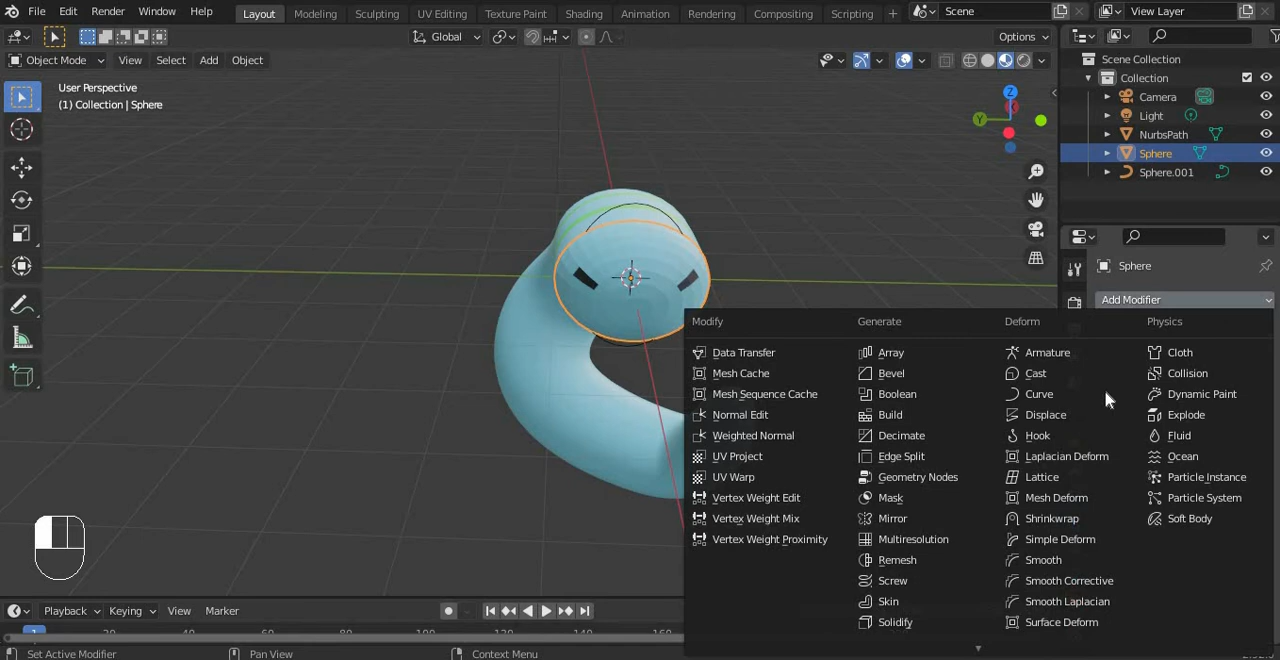 File Edit Render Window Help Layout Modeling Sculpting UV Editing Texture Paint Shading Animation Rendering Compositing Scripting + Scene View Layer
Global Options
Object Mode View Select Add Object
User Perspective
(1) Collection | Sphere
Z
Y
Scene Collection
Collection
Camera
Light
NurbsPath
Sphere
Sphere.001
Sphere
Add Modifier
Modify Generate Deform Physics
Data Transfer Array Armature Cloth
Mesh Cache Bevel Cast Collision
Mesh Sequence Cache Boolean Curve Dynamic Paint
Normal Edit Build Displace Explode
Weighted Normal Decimate Hook Fluid
UV Project Edge Split Laplacian Deform Ocean
UV Warp Geometry Nodes Lattice Particle Instance
Vertex Weight Edit Mask Mesh Deform Particle System
Vertex Weight Mix Mirror Shrinkwrap Soft Body
Vertex Weight Proximity Multiresolution Simple Deform
Remesh Smooth
Screw Smooth Corrective
Skin Smooth Laplacian
Solidify Surface Deform
Playback Keying View Marker
1
Set Active Modifier Pan View Context Menu